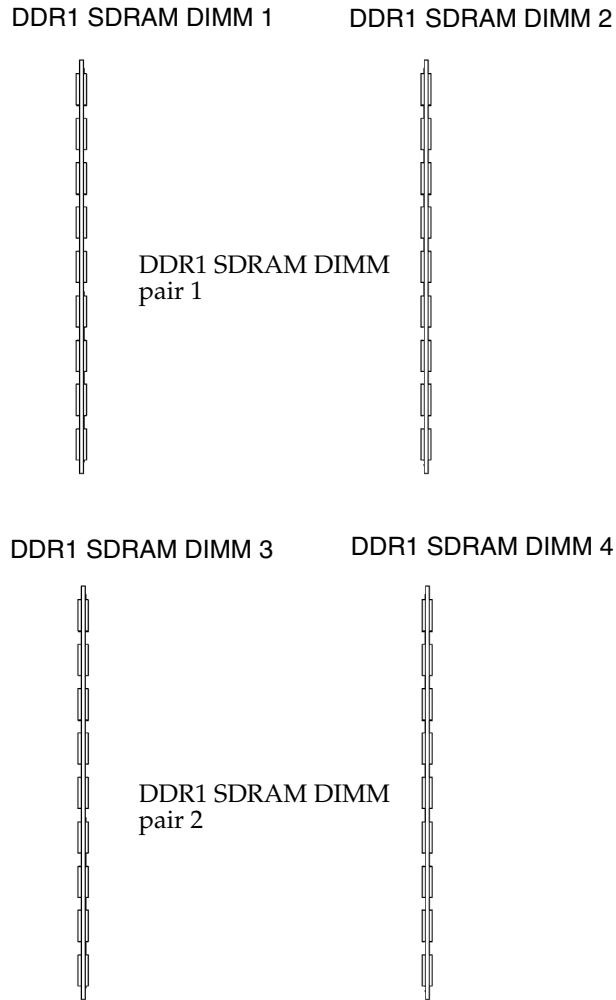 DDR1 SDRAM DIMM 1
DDR1 SDRAM DIMM 2
DDR1 SDRAM DIMM
pair 1
DDR1 SDRAM DIMM 3
DDR1 SDRAM DIMM 4
DDR1 SDRAM DIMM
pair 2